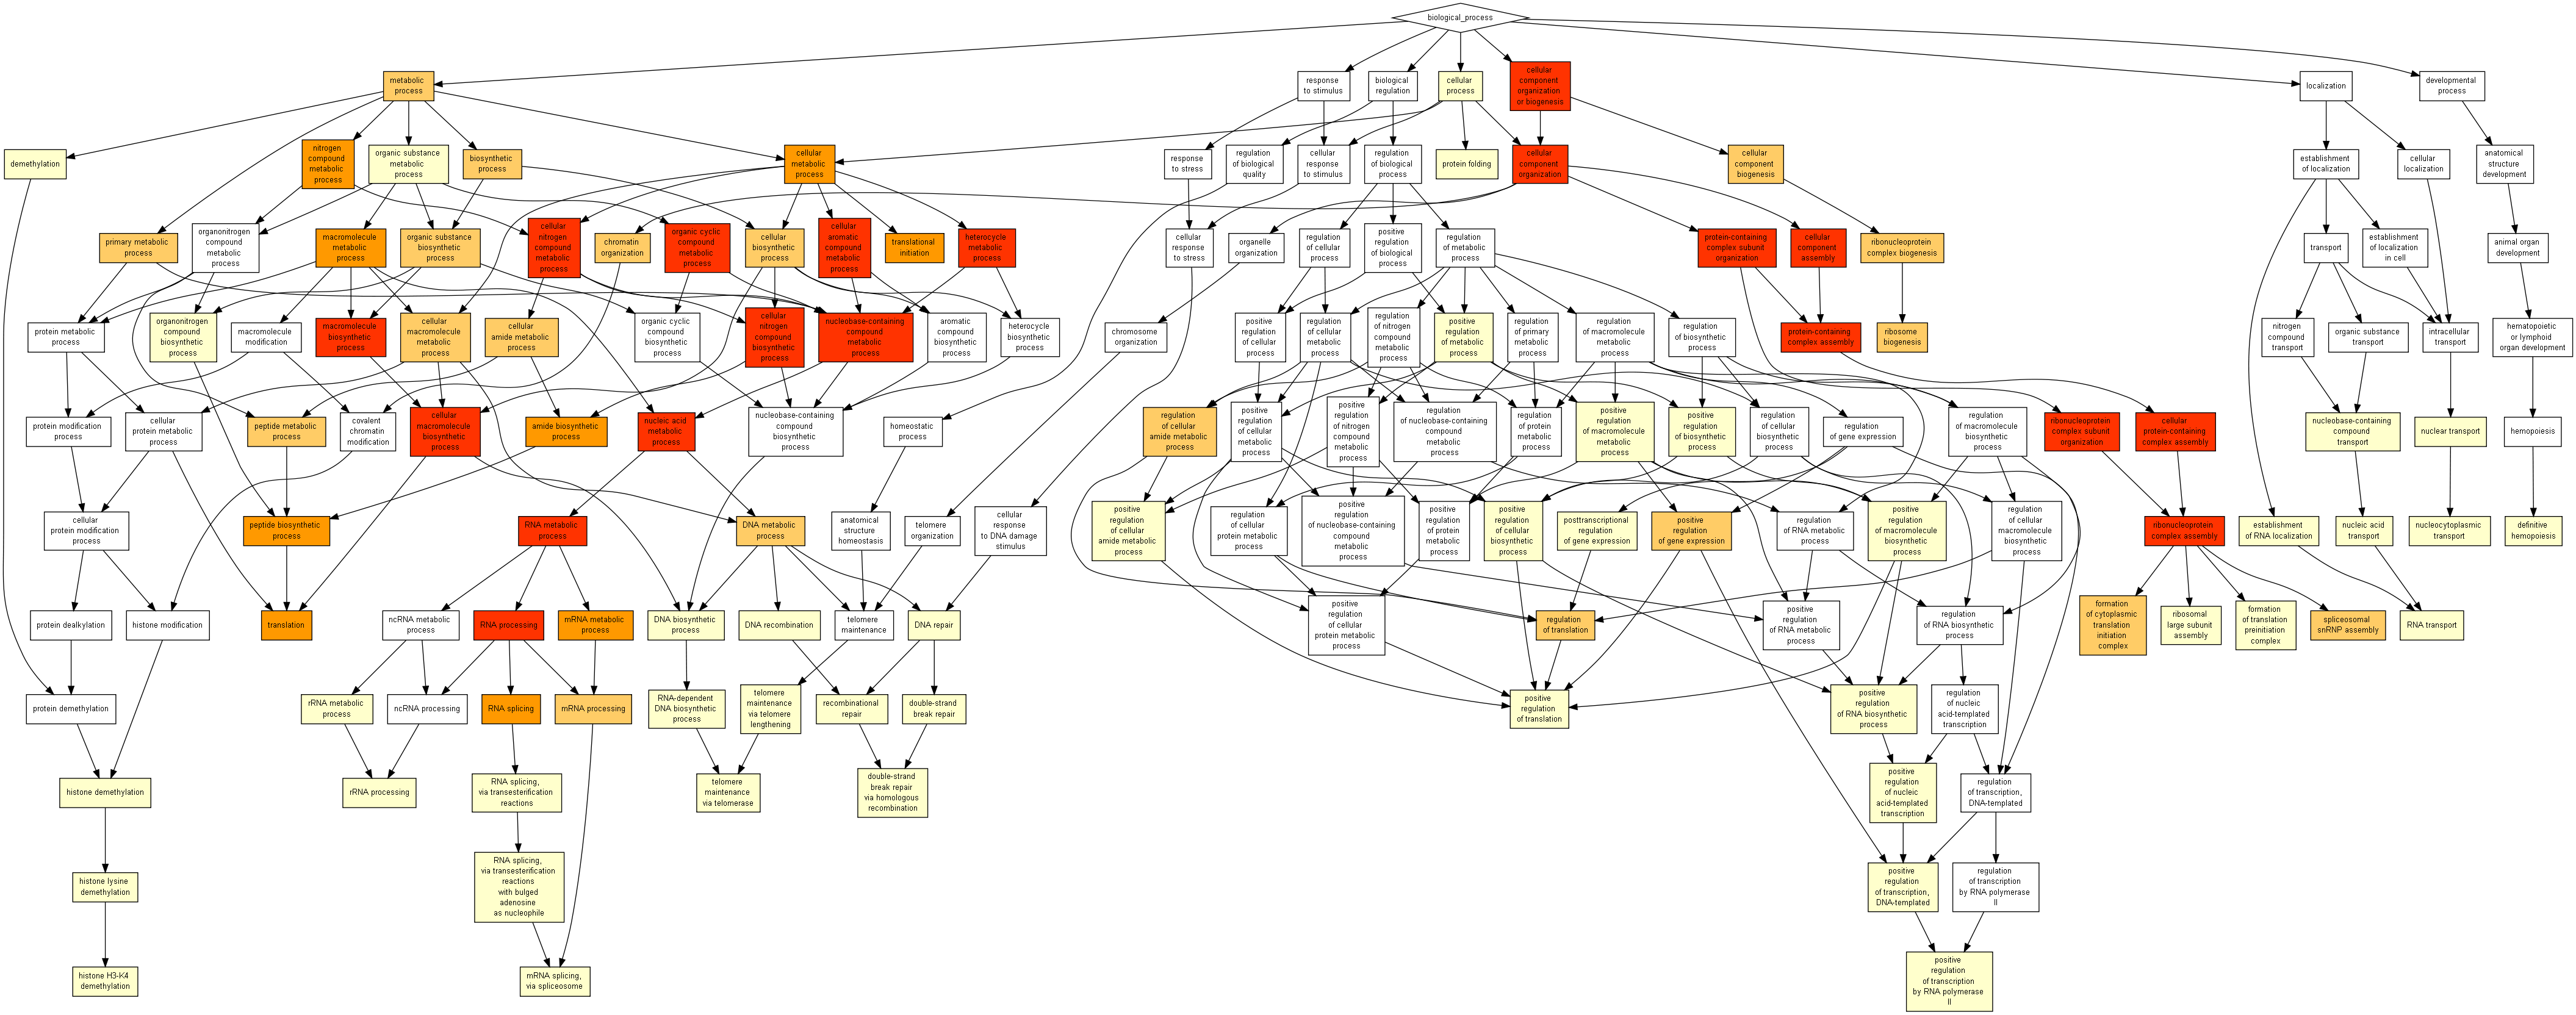 biological_process
metabolic
process
response
to stimulus
biological
regulation
cellular
process
cellular
component
organization
or biogenesis
localization
developmental
process
demethylation
nitrogen
compound
metabolic
process
organic substance
metabolic
process
biosynthetic
process
cellular
metabolic
process
response
to stress
regulation
of biological
quality
cellular
response
to stimulus
regulation
of biological
process
protein folding
cellular
component
organization
cellular
component
biogenesis
establishment
of localization
cellular
localization
anatomical
structure
development
primary metabolic
process
organonitrogen
compound
metabolic
process
macromolecule
metabolic
process
organic substance
biosynthetic
process
cellular
nitrogen
compound
metabolic
process
chromatin
organization
organic cyclic
compound
metabolic
process
cellular
biosynthetic
process
cellular
aromatic
compound
metabolic
process
translational
initiation
heterocycle
metabolic
process
cellular
response
to stress
organelle
organization
regulation
of cellular
process
positive
regulation
of biological
process
regulation
of metabolic
process
protein-containing
complex subunit
organization
cellular
component
assembly
ribonucleoprotein
complex biogenesis
transport
establishment
of localization
in cell
animal organ
development
protein metabolic
process
organonitrogen
compound
biosynthetic
process
macromolecule
modification
macromolecule
biosynthetic
process
cellular
macromolecule
metabolic
process
cellular
amide metabolic
process
organic cyclic
compound
biosynthetic
process
cellular
nitrogen
compound
biosynthetic
process
nucleobase-containing
compound
metabolic
process
aromatic
compound
biosynthetic
process
heterocycle
biosynthetic
process
chromosome
organization
positive
regulation
of cellular
process
regulation
of cellular
metabolic
process
regulation
of nitrogen
compound
metabolic
process
positive
regulation
of metabolic
process
regulation
of primary
metabolic
process
regulation
of macromolecule
metabolic
process
regulation
of biosynthetic
process
protein-containing
complex assembly
ribosome
biogenesis
nitrogen
compound
transport
organic substance
transport
intracellular
transport
hematopoietic
or lymphoid
organ development
protein modification
process
cellular
protein metabolic
process
peptide metabolic
process
covalent
chromatin
modification
cellular
macromolecule
biosynthetic
process
amide biosynthetic
process
nucleic acid
metabolic
process
nucleobase-containing
compound
biosynthetic
process
homeostatic
process
regulation
of cellular
amide metabolic
process
positive
regulation
of cellular
metabolic
process
positive
regulation
of nitrogen
compound
metabolic
process
regulation
of nucleobase-containing
compound
metabolic
process
regulation
of protein
metabolic
process
positive
regulation
of macromolecule
metabolic
process
positive
regulation
of biosynthetic
process
regulation
of cellular
biosynthetic
process
regulation
of gene expression
regulation
of macromolecule
biosynthetic
process
ribonucleoprotein
complex subunit
organization
cellular
protein-containing
complex assembly
nucleobase-containing
compound
transport
nuclear transport
hemopoiesis
cellular
protein modification
process
peptide biosynthetic
process
RNA metabolic
process
DNA metabolic
process
anatomical
structure
homeostasis
telomere
organization
cellular
response
to DNA damage
stimulus
positive
regulation
of cellular
amide metabolic
process
regulation
of cellular
protein metabolic
process
positive
regulation
of nucleobase-containing
compound
metabolic
process
positive
regulation
of protein
metabolic
process
positive
regulation
of cellular
biosynthetic
process
posttranscriptional
regulation
of gene expression
positive
regulation
of gene expression
regulation
of RNA metabolic
process
positive
regulation
of macromolecule
biosynthetic
process
regulation
of cellular
macromolecule
biosynthetic
process
ribonucleoprotein
complex assembly
establishment
of RNA localization
nucleic acid
transport
nucleocytoplasmic
transport
definitive
hemopoiesis
protein dealkylation
histone modification
translation
ncRNA metabolic
process
RNA processing
mRNA metabolic
process
DNA biosynthetic
process
DNA recombination
telomere
maintenance
DNA repair
positive
regulation
of cellular
protein metabolic
process
regulation
of translation
positive
regulation
of RNA metabolic
process
regulation
of RNA biosynthetic
process
formation
of cytoplasmic
translation
initiation
complex
ribosomal
large subunit
assembly
formation
of translation
preinitiation
complex
spliceosomal
snRNP assembly
RNA transport
protein demethylation
rRNA metabolic
process
ncRNA processing
RNA splicing
mRNA processing
RNA-dependent
DNA biosynthetic
process
telomere
maintenance
via telomere
lengthening
recombinational
repair
double-strand
break repair
positive
regulation
of translation
positive
regulation
of RNA biosynthetic
process
regulation
of nucleic
acid-templated
transcription
histone demethylation
rRNA processing
RNA splicing,
via transesterification
reactions
telomere
maintenance
via telomerase
double-strand
break repair
via homologous
recombination
positive
regulation
of nucleic
acid-templated
transcription
regulation
of transcription,
DNA-templated
histone lysine
demethylation
RNA splicing,
via transesterification
reactions
with bulged
adenosine
as nucleophile
positive
regulation
of transcription,
DNA-templated
regulation
of transcription
by RNA polymerase
II
histone H3-K4
demethylation
mRNA splicing,
via spliceosome
positive
regulation
of transcription
by RNA polymerase
II